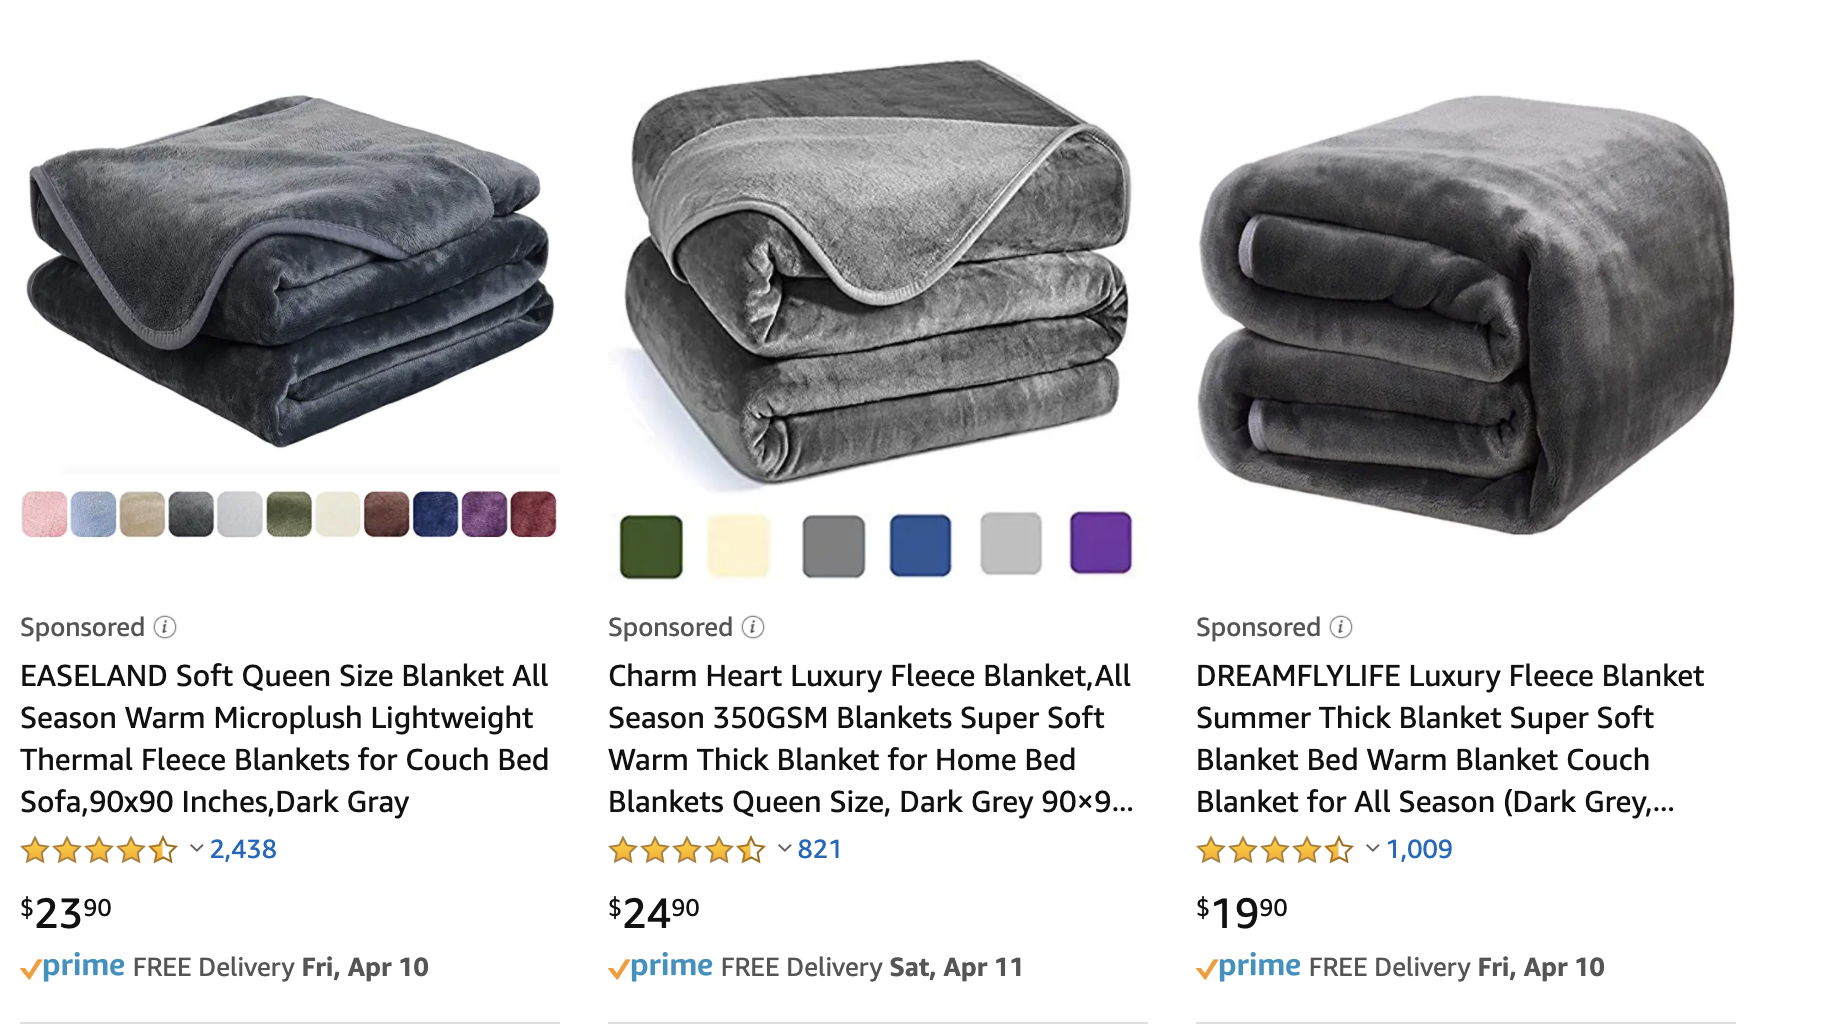 Sponsored
EASELAND Soft Queen Size Blanket All
Season Warm Microplush Lightweight
Thermal Fleece Blankets for Couch Bed
Sofa,90x90 Inches,Dark Gray
2,438
$23.90
prime FREE Delivery Fri, Apr 10
Sponsored
Charm Heart Luxury Fleece Blanket,All
Season 350GSM Blankets Super Soft
Warm Thick Blanket for Home Bed
Blankets Queen Size, Dark Grey 90×9...
821
$24.90
prime FREE Delivery Sat, Apr 11
Sponsored
DREAMFLYLIFE Luxury Fleece Blanket
Summer Thick Blanket Super Soft
Blanket Bed Warm Blanket Couch
Blanket for All Season (Dark Grey,...
1,009
$19.90
prime FREE Delivery Fri, Apr 10